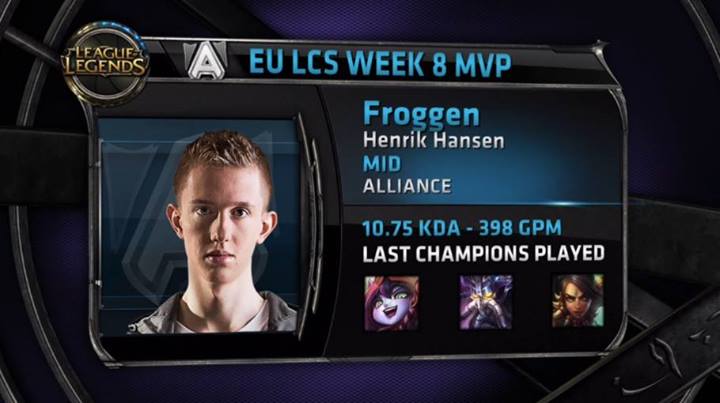 LEAGUE OF
LEGENDS
EU LCS WEEK 8 MVP
Froggen
Henrik Hansen
MID
ALLIANCE
10.75 KDA - 398 GPM
LAST CHAMPIONS PLAYED